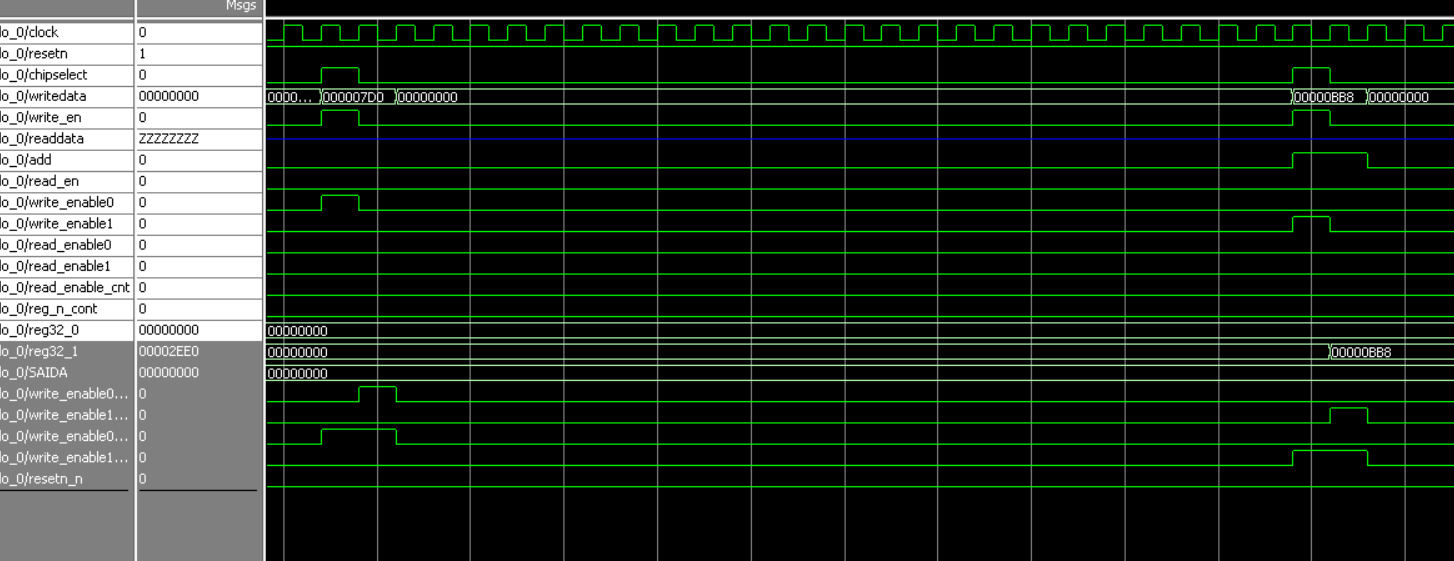 Msgs
lo_0/clock 0
lo_0/resetn 1
lo_0/chipselect 0
lo_0/writedata 00000000 0000... 000007D0 00000000 00000BB8 00000000
lo_0/write_en 0
lo_0/readdata ZZZZZZZZ
lo_0/add 0
lo_0/read_en 0
lo_0/write_enable0 0
lo_0/write_enable1 0
lo_0/read_enable0 0
lo_0/read_enable1 0
lo_0/read_enable_cnt 0
lo_0/reg_n_cont 0
lo_0/reg32_0 00000000 00000000
lo_0/reg32_1 00002EE0 00000000 00000BB8
lo_0/SAIDA 00000000 00000000
lo_0/write_enable0... 0
lo_0/write_enable1... 0
lo_0/write_enable0... 0
lo_0/write_enable1... 0
lo_0/resetn_n 0